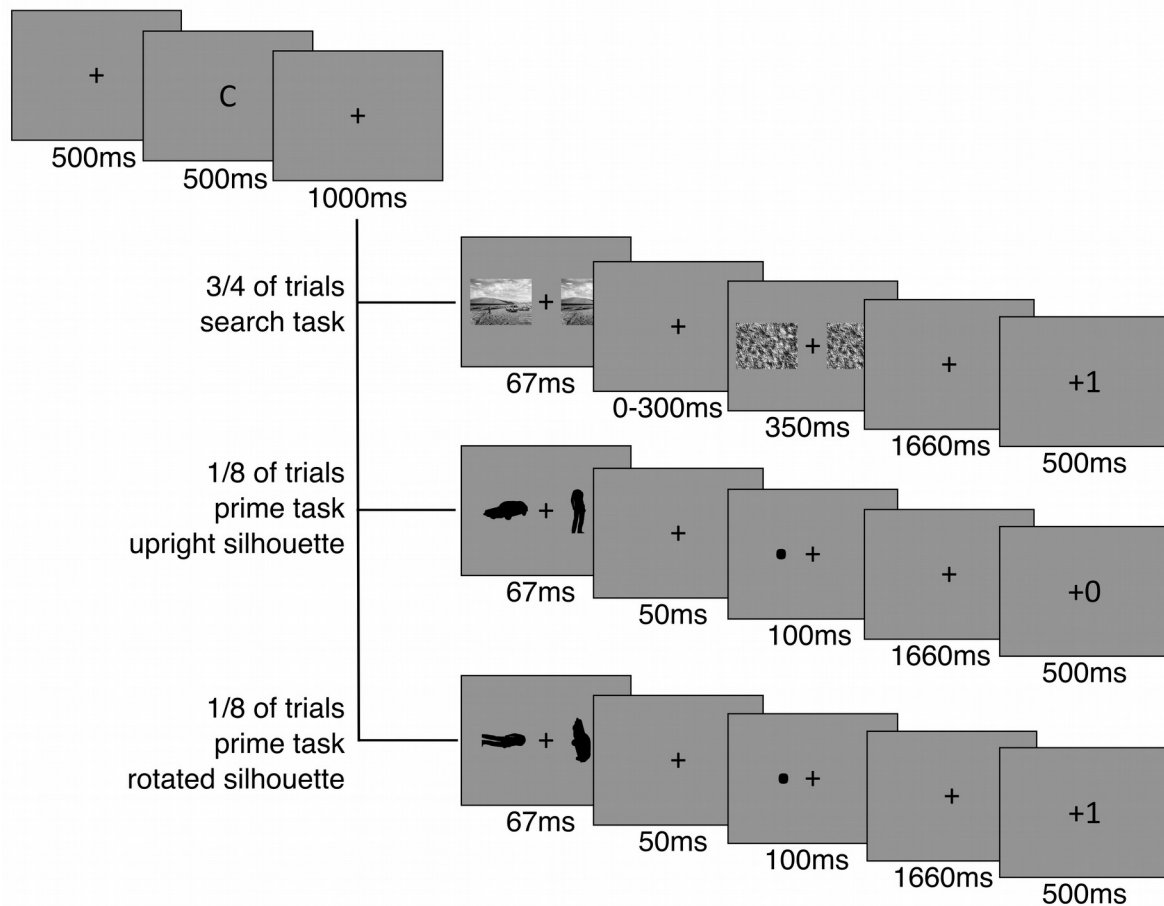 +
500ms
C
500ms
+
1000ms
3/4 of trials
search task
+
67ms
+
0-300ms
+
350ms
+
1660ms
+1
500ms
1/8 of trials
prime task
upright silhouette
+
67ms
+
50ms
+
100ms
+
1660ms
+0
500ms
1/8 of trials
prime task
rotated silhouette
+
67ms
+
50ms
+
100ms
+
1660ms
+1
500ms